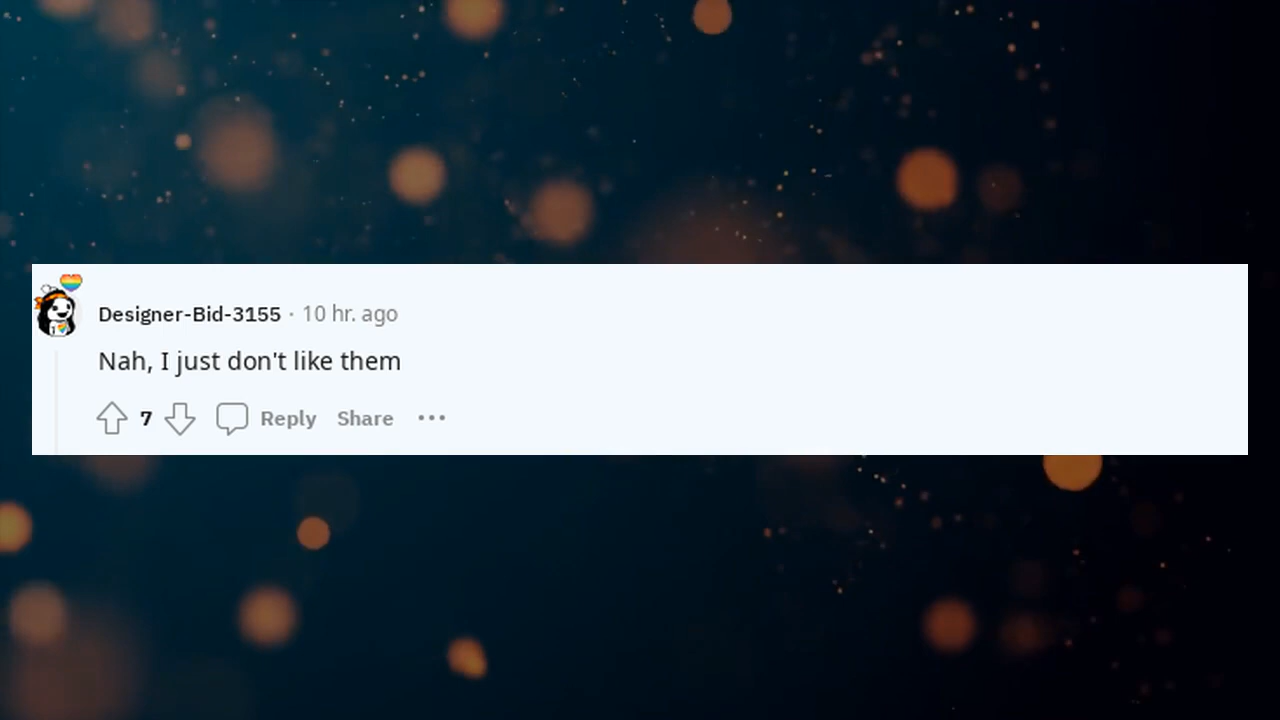 Designer-Bid-3155 · 10 hr. ago
Nah, I just don't like them
7 Reply Share ···